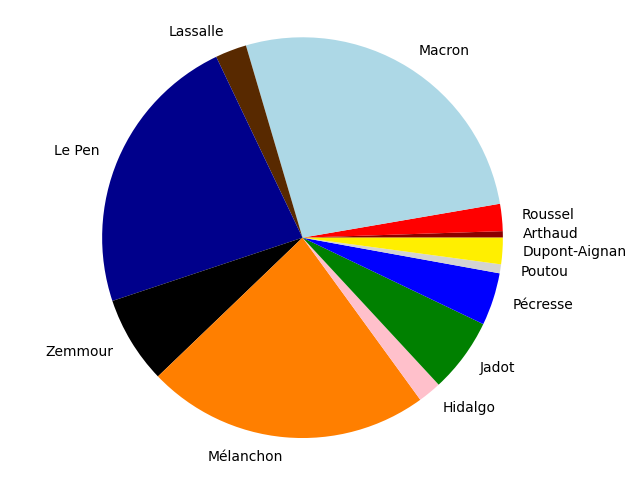 Lassalle
Macron
Le Pen
Roussel
Arthaud
Dupont-Aignan
Poutou
Pécresse
Zemmour
Jadot
Hidalgo
Mélanchon